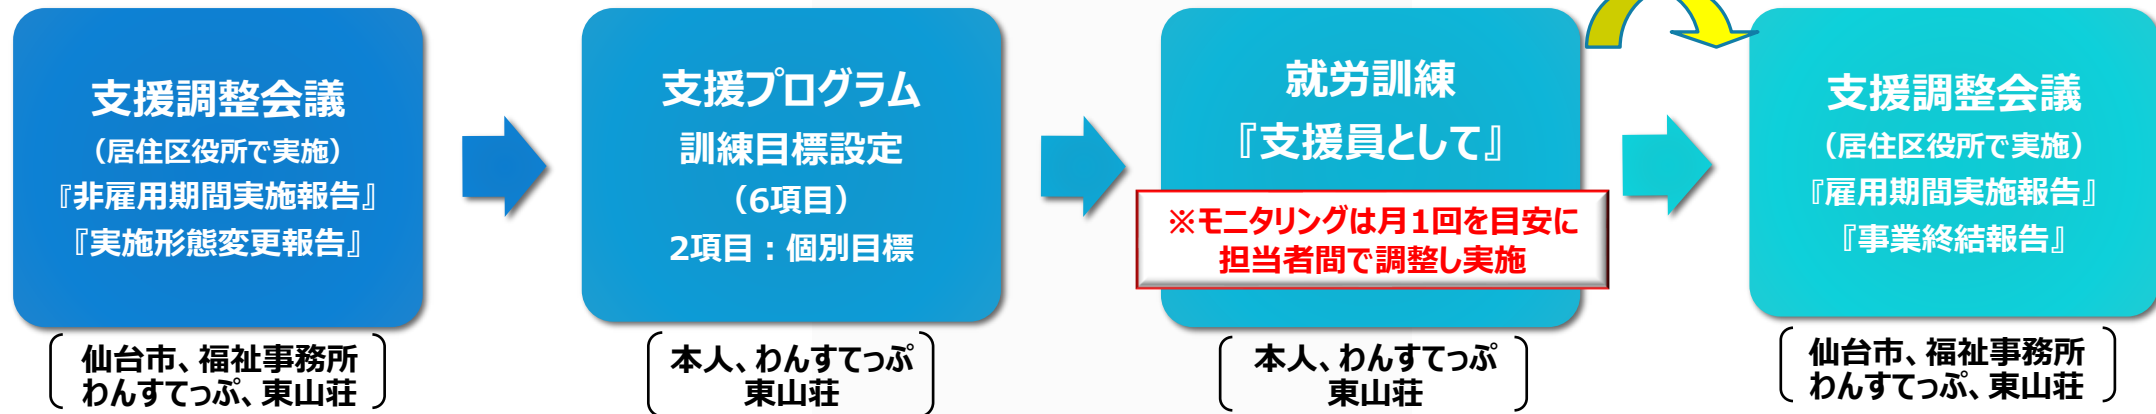 支援調整会議
（居住区役所で実施）
『非雇用期間実施報告』
『実施形態変更報告』
仙台市、福祉事務所
わんすてっぷ、東山荘
支援プログラム
訓練目標設定
（6項目）
2項目：個別目標
本人、わんすてっぷ
東山荘
就労訓練
『支援員として』
※モニタリングは月1回を目安に
担当者間で調整し実施
本人、わんすてっぷ
東山荘
支援調整会議
（居住区役所で実施）
『雇用期間実施報告』
『事業終結報告』
仙台市、福祉事務所
わんすてっぷ、東山荘